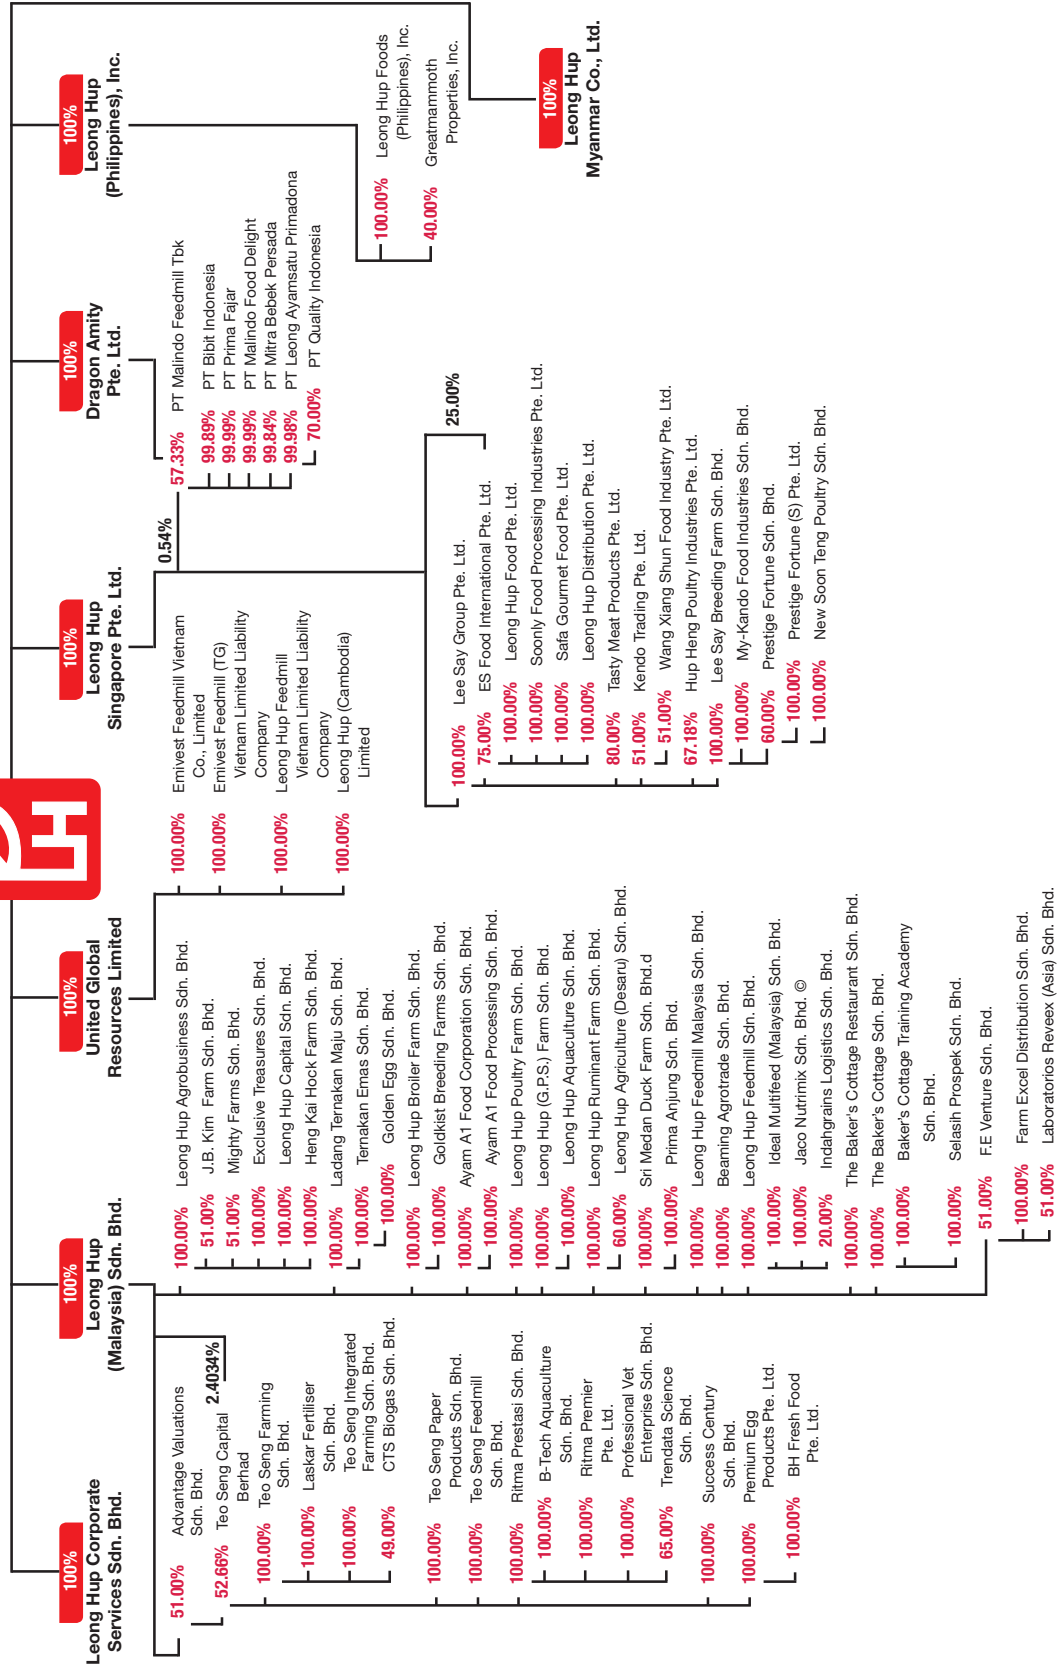 100%
Leong Hup Corporate
Services Sdn. Bhd.
100%
Leong Hup
(Malaysia) Sdn. Bhd.
100%
United Global
Resources Limited
LH
100%
Leong Hup
Singapore Pte. Ltd.
100%
Dragon Amity
Pte. Ltd.
100%
Leong Hup
(Philippines), Inc.
100%
Leong Hup
Myanmar Co., Ltd.
51.00% Advantage Valuations
Sdn. Bhd.
52.66% Teo Seng Capital
Berhad
2.4034%
100.00% Teo Seng Farming
Sdn. Bhd.
100.00% Laskar Fertiliser
Sdn. Bhd.
100.00% Teo Seng Integrated
Farming Sdn. Bhd.
49.00% CTS Biogas Sdn. Bhd.
100.00% Teo Seng Paper
Products Sdn. Bhd.
100.00% Teo Seng Feedmill
Sdn. Bhd.
100.00% Ritma Prestasi Sdn. Bhd.
100.00% B-Tech Aquaculture
Sdn. Bhd.
100.00% Ritma Premier
Pte. Ltd.
100.00% Professional Vet
Enterprise Sdn. Bhd.
65.00% Trendata Science
Sdn. Bhd.
100.00% Success Century
Sdn. Bhd.
100.00% Premium Egg
Products Pte. Ltd.
100.00% BH Fresh Food
Pte. Ltd.
100.00% Leong Hup Agrobusiness Sdn. Bhd.
51.00% J.B. Kim Farm Sdn. Bhd.
51.00% Mighty Farms Sdn. Bhd.
100.00% Exclusive Treasures Sdn. Bhd.
100.00% Leong Hup Capital Sdn. Bhd.
100.00% Heng Kai Hock Farm Sdn. Bhd.
100.00% Ladang Ternakan Maju Sdn. Bhd.
100.00% Ternakan Emas Sdn. Bhd.
100.00% Golden Egg Sdn. Bhd.
100.00% Leong Hup Broiler Farm Sdn. Bhd.
100.00% Goldkist Breeding Farms Sdn. Bhd.
100.00% Ayam A1 Food Corporation Sdn. Bhd.
100.00% Ayam A1 Food Processing Sdn. Bhd.
100.00% Leong Hup Poultry Farm Sdn. Bhd.
100.00% Leong Hup (G.P.S.) Farm Sdn. Bhd.
100.00% Leong Hup Aquaculture Sdn. Bhd.
100.00% Leong Hup Ruminant Farm Sdn. Bhd.
60.00% Leong Hup Agriculture (Desaru) Sdn. Bhd.
100.00% Sri Medan Duck Farm Sdn. Bhd.d
100.00% Prima Anjung Sdn. Bhd.
100.00% Leong Hup Feedmill Malaysia Sdn. Bhd.
100.00% Beaming Agrotrade Sdn. Bhd.
100.00% Leong Hup Feedmill Sdn. Bhd.
100.00% Ideal Multifeed (Malaysia) Sdn. Bhd.
100.00% Jaco Nutrimix Sdn. Bhd. ©
20.00% Indahgrains Logistics Sdn. Bhd.
100.00% The Baker's Cottage Restaurant Sdn. Bhd.
100.00% The Baker's Cottage Sdn. Bhd.
100.00% Baker's Cottage Training Academy
Sdn. Bhd.
100.00% Selasih Prospek Sdn. Bhd.
51.00% F.E Venture Sdn. Bhd.
100.00% Farm Excel Distribution Sdn. Bhd.
51.00% Laboratorios Reveex (Asia) Sdn. Bhd.
100.00% Emivest Feedmill Vietnam
Co., Limited
100.00% Emivest Feedmill (TG)
Vietnam Limited Liability
Company
100.00% Leong Hup Feedmill
Vietnam Limited Liability
Company
100.00% Leong Hup (Cambodia)
Limited
0.54%
100.00% Lee Say Group Pte. Ltd.
75.00% ES Food International Pte. Ltd.
25.00%
100.00% Leong Hup Food Pte. Ltd.
100.00% Soonly Food Processing Industries Pte. Ltd.
100.00% Safa Gourmet Food Pte. Ltd.
100.00% Leong Hup Distribution Pte. Ltd.
80.00% Tasty Meat Products Pte. Ltd.
51.00% Kendo Trading Pte. Ltd.
51.00% Wang Xiang Shun Food Industry Pte. Ltd.
67.18% Hup Heng Poultry Industries Pte. Ltd.
100.00% Lee Say Breeding Farm Sdn. Bhd.
100.00% My-Kando Food Industries Sdn. Bhd.
60.00% Prestige Fortune Sdn. Bhd.
100.00% Prestige Fortune (S) Pte. Ltd.
100.00% New Soon Teng Poultry Sdn. Bhd.
57.33% PT Malindo Feedmill Tbk
99.89% PT Bibit Indonesia
99.99% PT Prima Fajar
99.99% PT Malindo Food Delight
99.84% PT Mitra Bebek Persada
99.98% PT Leong Ayamsatu Primadona
70.00% PT Quality Indonesia
100.00% Leong Hup Foods
(Philippines), Inc.
40.00% Greatmammoth
Properties, Inc.